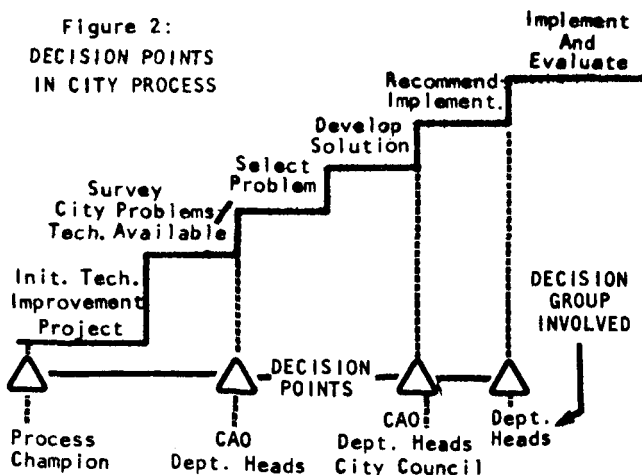 Figure 2:
DECISION POINTS
IN CITY PROCESS
Implement
And
Evaluate
Recommend
Implement.
Develop
Solution
Select
Problem
Survey
City Problems/
Tech. Available
Init. Tech.
Improvement
Project
DECISION
GROUP
INVOLVED
DECISION
POINTS
Process
Champion
CAO
Dept. Heads
CAO
Dept. Heads
City Council
Dept.
Heads